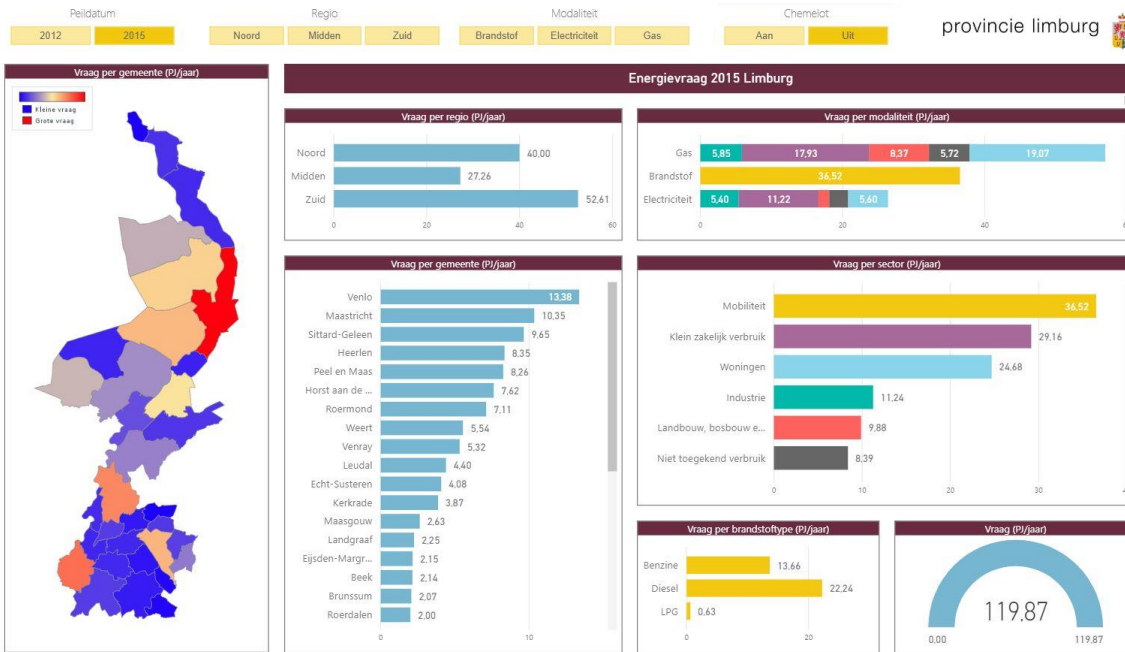 Peildatum
2012
2015
Regio
Noord
Midden
Zuid
Modaliteit
Brandstof
Electriciteit
Gas
Chemelot
Aan
Uit
provincie limburg
Vraag per gemeente (PJ/jaar)
Kleine vraag
Grote vraag
Energievraag 2015 Limburg
Vraag per regio (PJ/jaar)
Noord 40,00
Midden 27,26
Zuid 52,61
0 20 40 60
Vraag per modaliteit (PJ/jaar)
Gas 5,85 17,93 8,37 5,72 19,07
Brandstof 36,52
Electriciteit 5,40 11,22 5,60
0 20 40
Vraag per gemeente (PJ/jaar)
Venlo 13,38
Maastricht 10,35
Sittard-Geleen 9,65
Heerlen 8,35
Peel en Maas 8,26
Horst aan de ... 7,62
Roermond 7,11
Weert 5,54
Venray 5,32
Leudal 4,40
Echt-Susteren 4,08
Kerkrade 3,87
Maasgouw 2,63
Landgraaf 2,25
Eijsden-Margr... 2,15
Beek 2,14
Brunssum 2,07
Roerdalen 2,00
0 10
Vraag per sector (PJ/jaar)
Mobiliteit 36,52
Klein zakelijk verbruik 29,16
Woningen 24,68
Industrie 11,24
Landbouw, bosbouw e... 9,88
Niet toegekend verbruik 8,39
0 10 20 30
Vraag per brandstoftype (PJ/jaar)
Benzine 13,66
Diesel 22,24
LPG 0,63
0 20
Vraag (PJ/jaar)
119,87
0,00 119,87